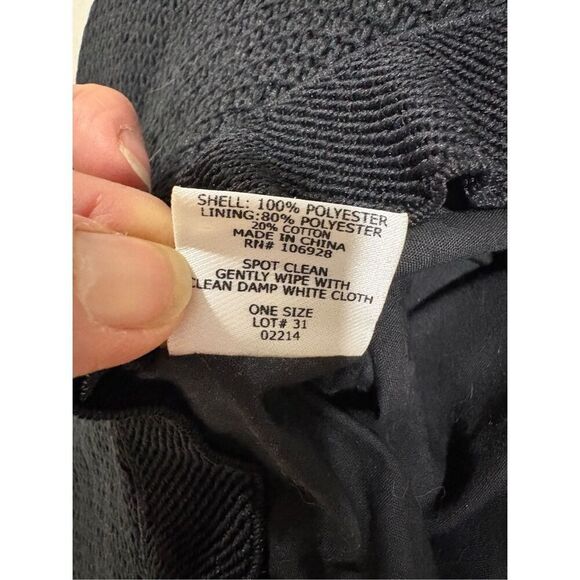 SHELL: 100% POLYESTER
LINING:80% POLYESTER
20% COTTON
MADE IN CHINA
RN# 106928
SPOT CLEAN
GENTLY WIPE WITH
CLEAN DAMP WHITE CLOTH
ONE SIZE
LOT# 31
02214